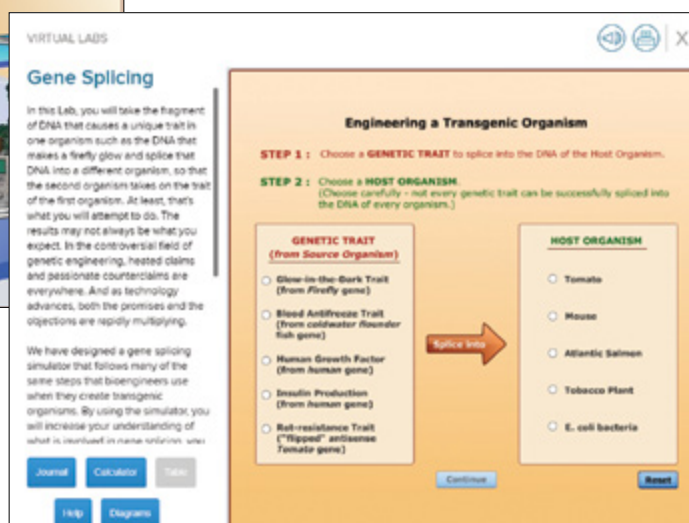 VIRTUAL LABS
X
Gene Splicing
In this Lab, you will take the fragment
of DNA that causes a unique trait in
one organism such as the DNA that
makes a firefly glow and splice that
DNA into a different organism, so that
the second organism takes on the trait
of the first organism. At least, that's
what you will attempt to do. The
results may not always be what you
expect. In the controversial field of
genetic engineering, heated claims
and passionate counterclaims are
everywhere. And as technology
advances, both the promises and the
objections are rapidly multiplying.
We have designed a gene splicing
simulator that follows many of the
same steps that bioengineers use
when they create transgenic
organisms. By using the simulator, you
will increase your understanding of
what is involved in gene splicing, you
Journal
Calculator
Table
Help
Diagrams
Engineering a Transgenic Organism
STEP 1 : Choose a GENETIC TRAIT to splice into the DNA of the Host Organism.
STEP 2 : Choose a HOST ORGANISM.
(Choose carefully - not every genetic trait can be successfully spliced into
the DNA of every organism.)
GENETIC TRAIT
(from Source Organism)
Glow-in-the-Dark Trait
(from Firefly gene)
Blood Antifreeze Trait
(from coldwater flounder
fish gene)
Human Growth Factor
(from human gene)
Insulin Production
(from human gene)
Rot-resistance Trait
("flipped" antisense
Tomato gene)
Splice into
HOST ORGANISM
Tomato
Mouse
Atlantic Salmon
Tobacco Plant
E. coli bacteria
Continue
Reset